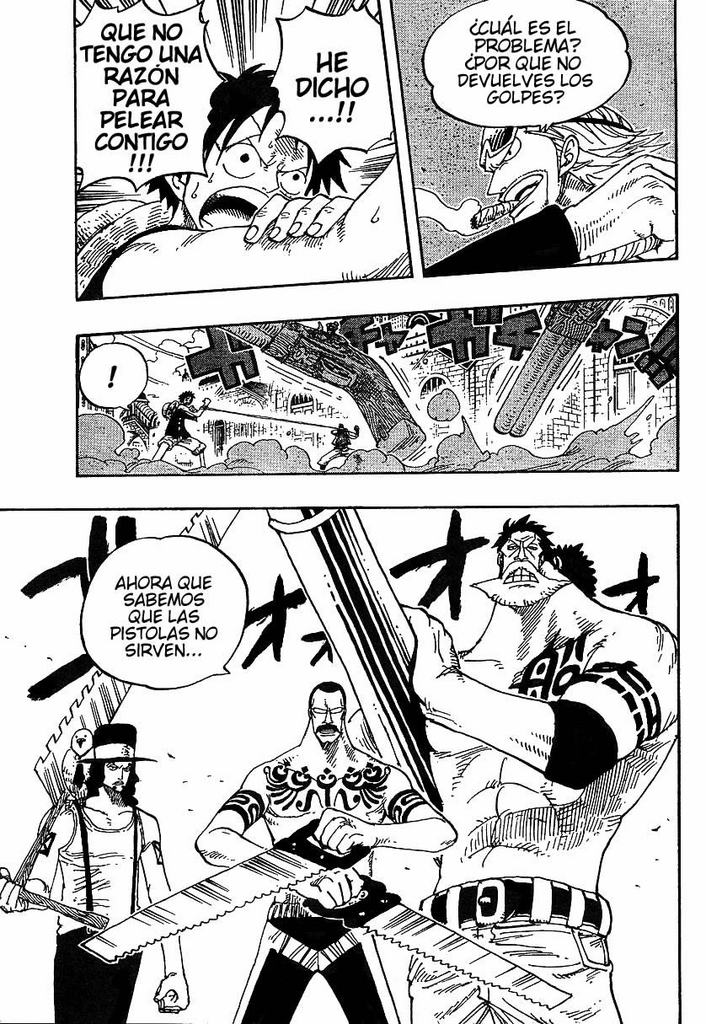 ¿CUÁL ES EL
PROBLEMA?
¿POR QUE NO
DEVUELVES LOS
GOLPES?
HE
DICHO
...!!
QUE NO
TENGO UNA
RAZÓN
PARA
PELEAR
CONTIGO
!!!
!
AHORA QUE
SABEMOS
QUE LAS
PISTOLAS NO
SIRVEN...